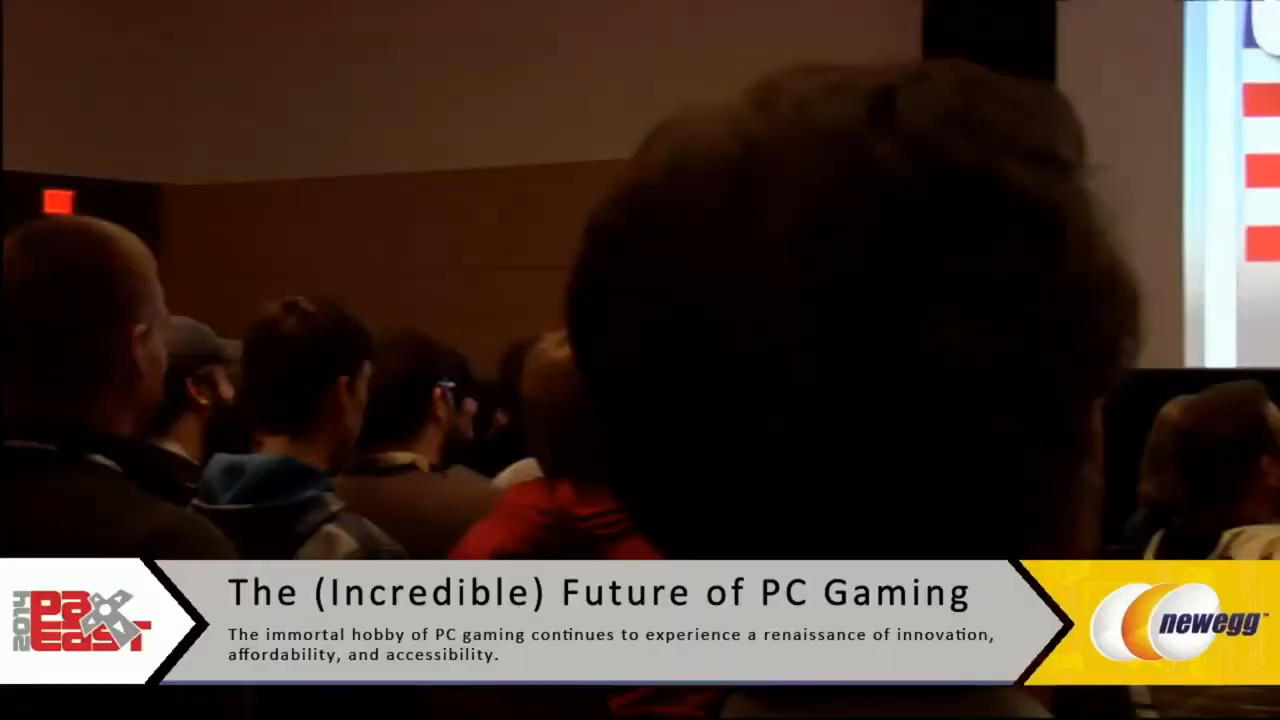 The (Incredible) Future of PC Gaming
The immortal hobby of PC gaming continues to experience a renaissance of innovation,
affordability, and accessibility.
2014
Pax
East
newegg™